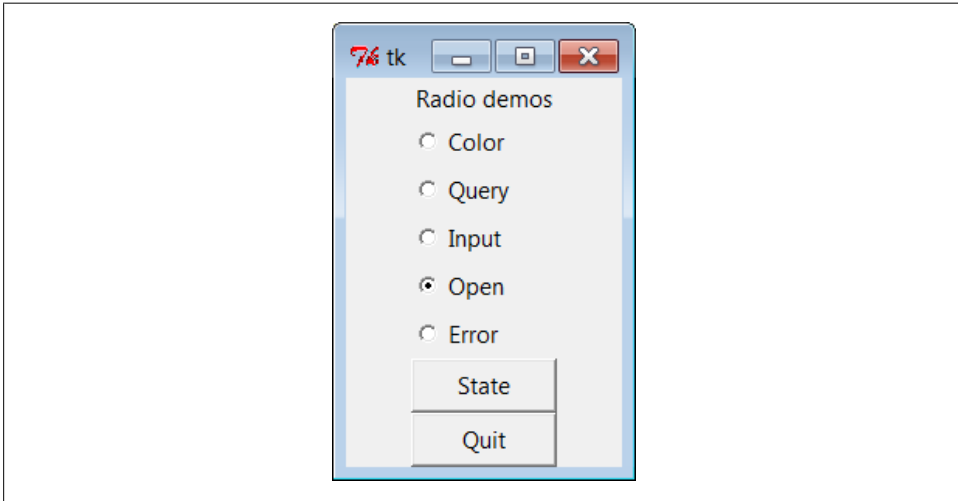 tk
Radio demos
Color
Query
Input
Open
Error
State
Quit